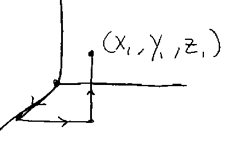 (x₁, y₁, z₁)